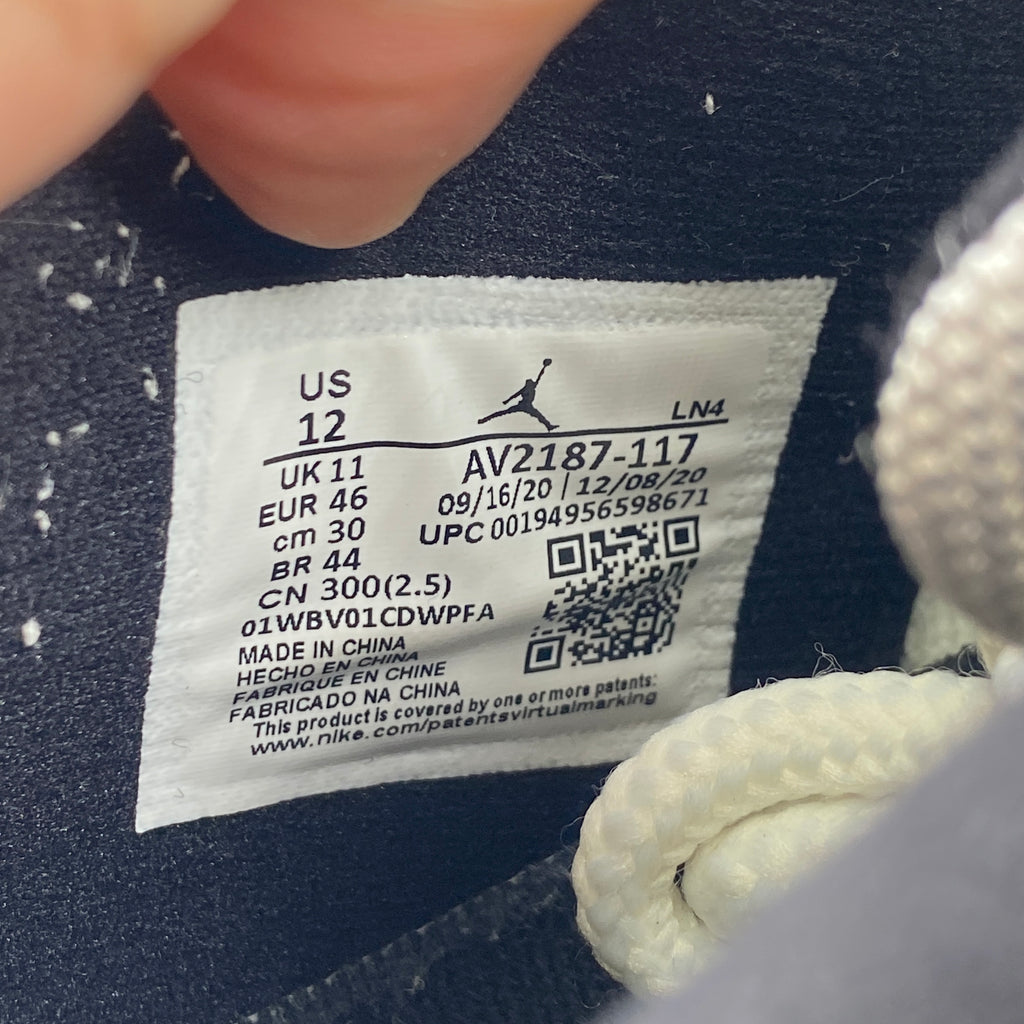 US
12
LN4
UK 11
AV2187-117
EUR 46
09/16/20 | 12/08/20
cm 30
UPC 00194956598671
BR 44
CN 300(2.5)
01WBV01CDWPFA
MADE IN CHINA
HECHO EN CHINA
FABRIQUE EN CHINE
FABRICADO NA CHINA
This product is covered by one or more patents:
www.nike.com/patentsvirtualmarking